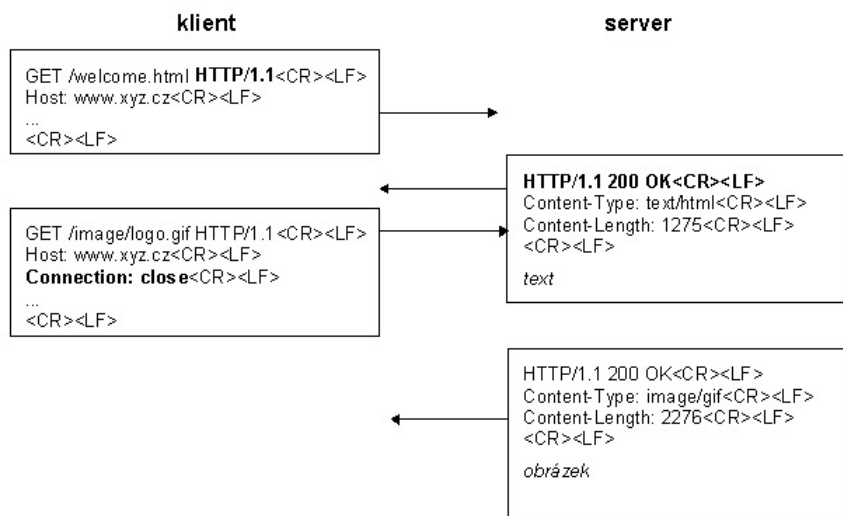 klient
server
GET /welcome.html HTTP/1.1<CR><LF>
Host: www.xyz.cz<CR><LF>
...
<CR><LF>
HTTP/1.1 200 OK<CR><LF>
Content-Type: text/html<CR><LF>
Content-Length: 1275<CR><LF>
<CR><LF>
text
GET /image/logo.gif HTTP/1.1<CR><LF>
Host: www.xyz.cz<CR><LF>
Connection: close<CR><LF>
...
<CR><LF>
HTTP/1.1 200 OK<CR><LF>
Content-Type: image/gif<CR><LF>
Content-Length: 2276<CR><LF>
<CR><LF>
obrázek